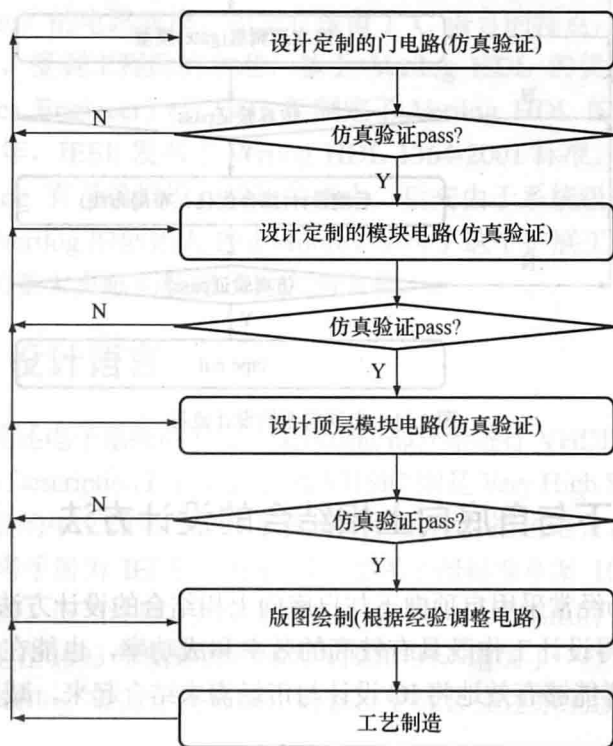 设计定制的门电路(仿真验证)
N
仿真验证pass?
Y
设计定制的模块电路(仿真验证)
N
仿真验证pass?
Y
设计顶层模块电路(仿真验证)
N
仿真验证pass?
Y
版图绘制(根据经验调整电路)
工艺制造